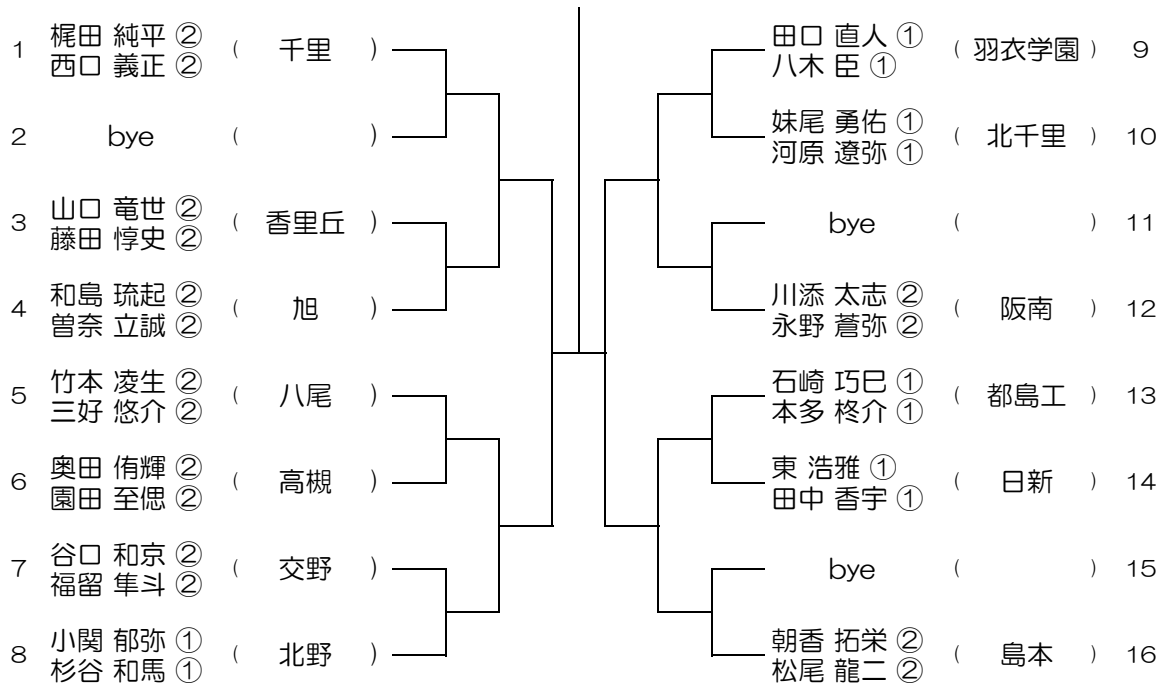 1 梶田 純平 ② ( 千里 )
西口 義正 ②
2 bye ( )
3 山口 竜世 ② ( 香里丘 )
藤田 惇史 ②
4 和島 琉起 ② ( 旭 )
曽奈 立誠 ②
5 竹本 凌生 ② ( 八尾 )
三好 悠介 ②
6 奥田 侑輝 ② ( 高槻 )
園田 至偲 ②
7 谷口 和京 ② ( 交野 )
福留 隼斗 ②
8 小関 郁弥 ① ( 北野 )
杉谷 和馬 ①
田口 直人 ① ( 羽衣学園 ) 9
八木 臣 ①
妹尾 勇佑 ① ( 北千里 ) 10
河原 遼弥 ①
bye ( ) 11
川添 太志 ② ( 阪南 ) 12
永野 蒼弥 ②
石崎 巧巳 ① ( 都島工 ) 13
本多 柊介 ①
東 浩雅 ① ( 日新 ) 14
田中 香宇 ①
bye ( ) 15
朝香 拓栄 ② ( 島本 ) 16
松尾 龍二 ②